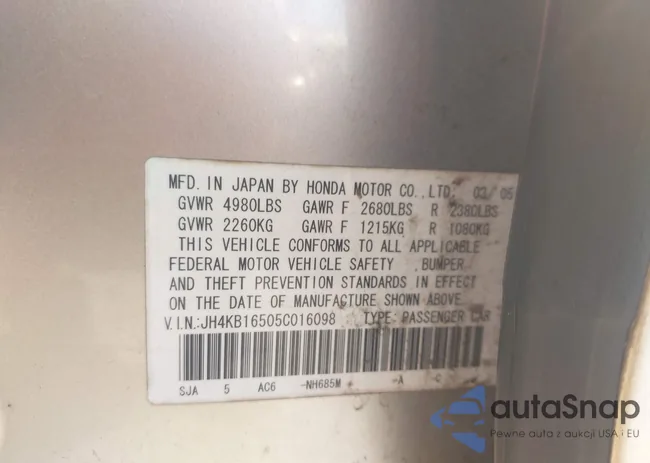 MFD. IN JAPAN BY HONDA MOTOR CO.,LTD. 03/05
GVWR 4980LBS GAWR F 2680LBS R 2380LBS
GVWR 2260KG GAWR F 1215KG R 1080KG
THIS VEHICLE CONFORMS TO ALL APPLICABLE
FEDERAL MOTOR VEHICLE SAFETY ,BUMPER
AND THEFT PREVENTION STANDARDS IN EFFECT
ON THE DATE OF MANUFACTURE SHOWN ABOVE.
V.I.N.:JH4KB16505C016098 TYPE: PASSENGER CAR
SJA 5 AC6 -NH685M -A C
autaSnap
Pewne auta z aukcji USA i EU